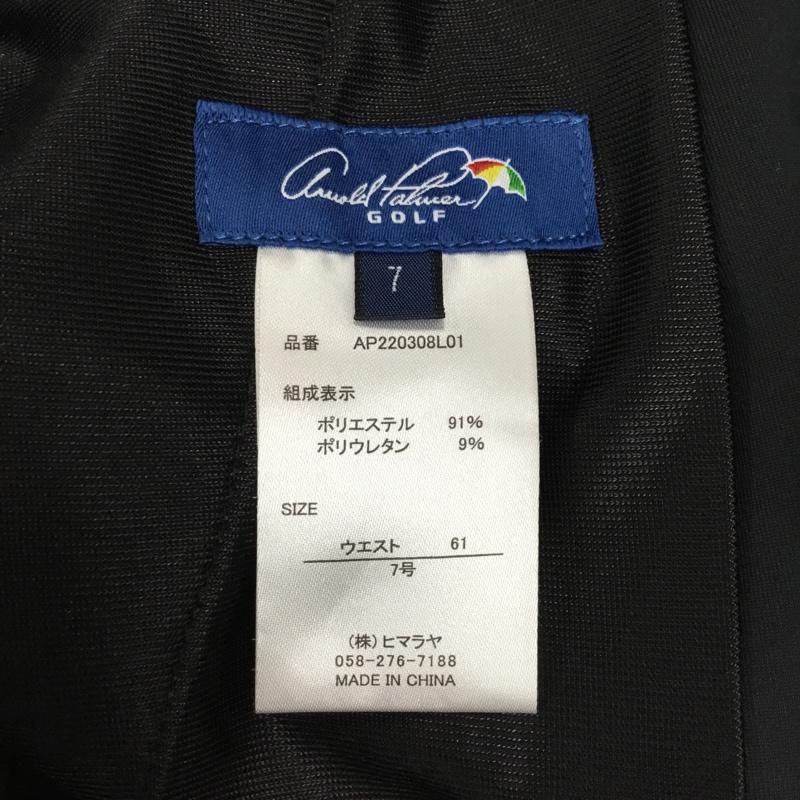 Arnold Palmer
GOLF
7
品番 AP220308L01
組成表示
ポリエステル 91%
ポリウレタン 9%
SIZE
ウエスト 61
7号
(株)ヒマラヤ
058-276-7188
MADE IN CHINA